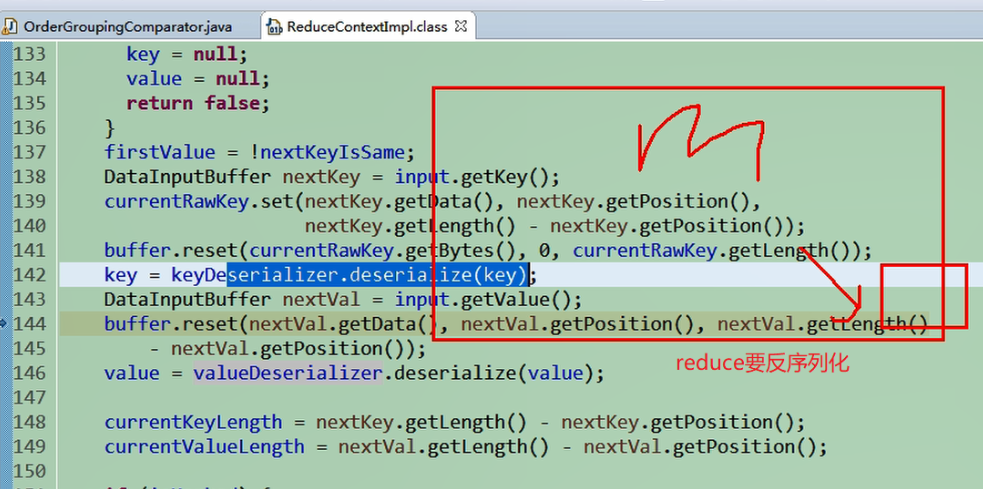 OrderGroupingComparator.java ReduceContextImpl.class
133 key = null;
134 value = null;
135 return false;
136 }
137 firstValue = !nextKeyIsSame;
138 DataInputBuffer nextKey = input.getKey();
139 currentRawKey.set(nextKey.getData(), nextKey.getPosition(),
140 nextKey.getLength() - nextKey.getPosition());
141 buffer.reset(currentRawKey.getBytes(), 0, currentRawKey.getLength());
142 key = keyDeserializer.deserialize(key);
143 DataInputBuffer nextVal = input.getValue();
144 buffer.reset(nextVal.getData(), nextVal.getPosition(), nextVal.getLength()
145 - nextVal.getPosition());
reduce要反序列化
146 value = valueDeserializer.deserialize(value);
147
148 currentKeyLength = nextKey.getLength() - nextKey.getPosition();
149 currentValueLength = nextVal.getLength() - nextVal.getPosition();
150